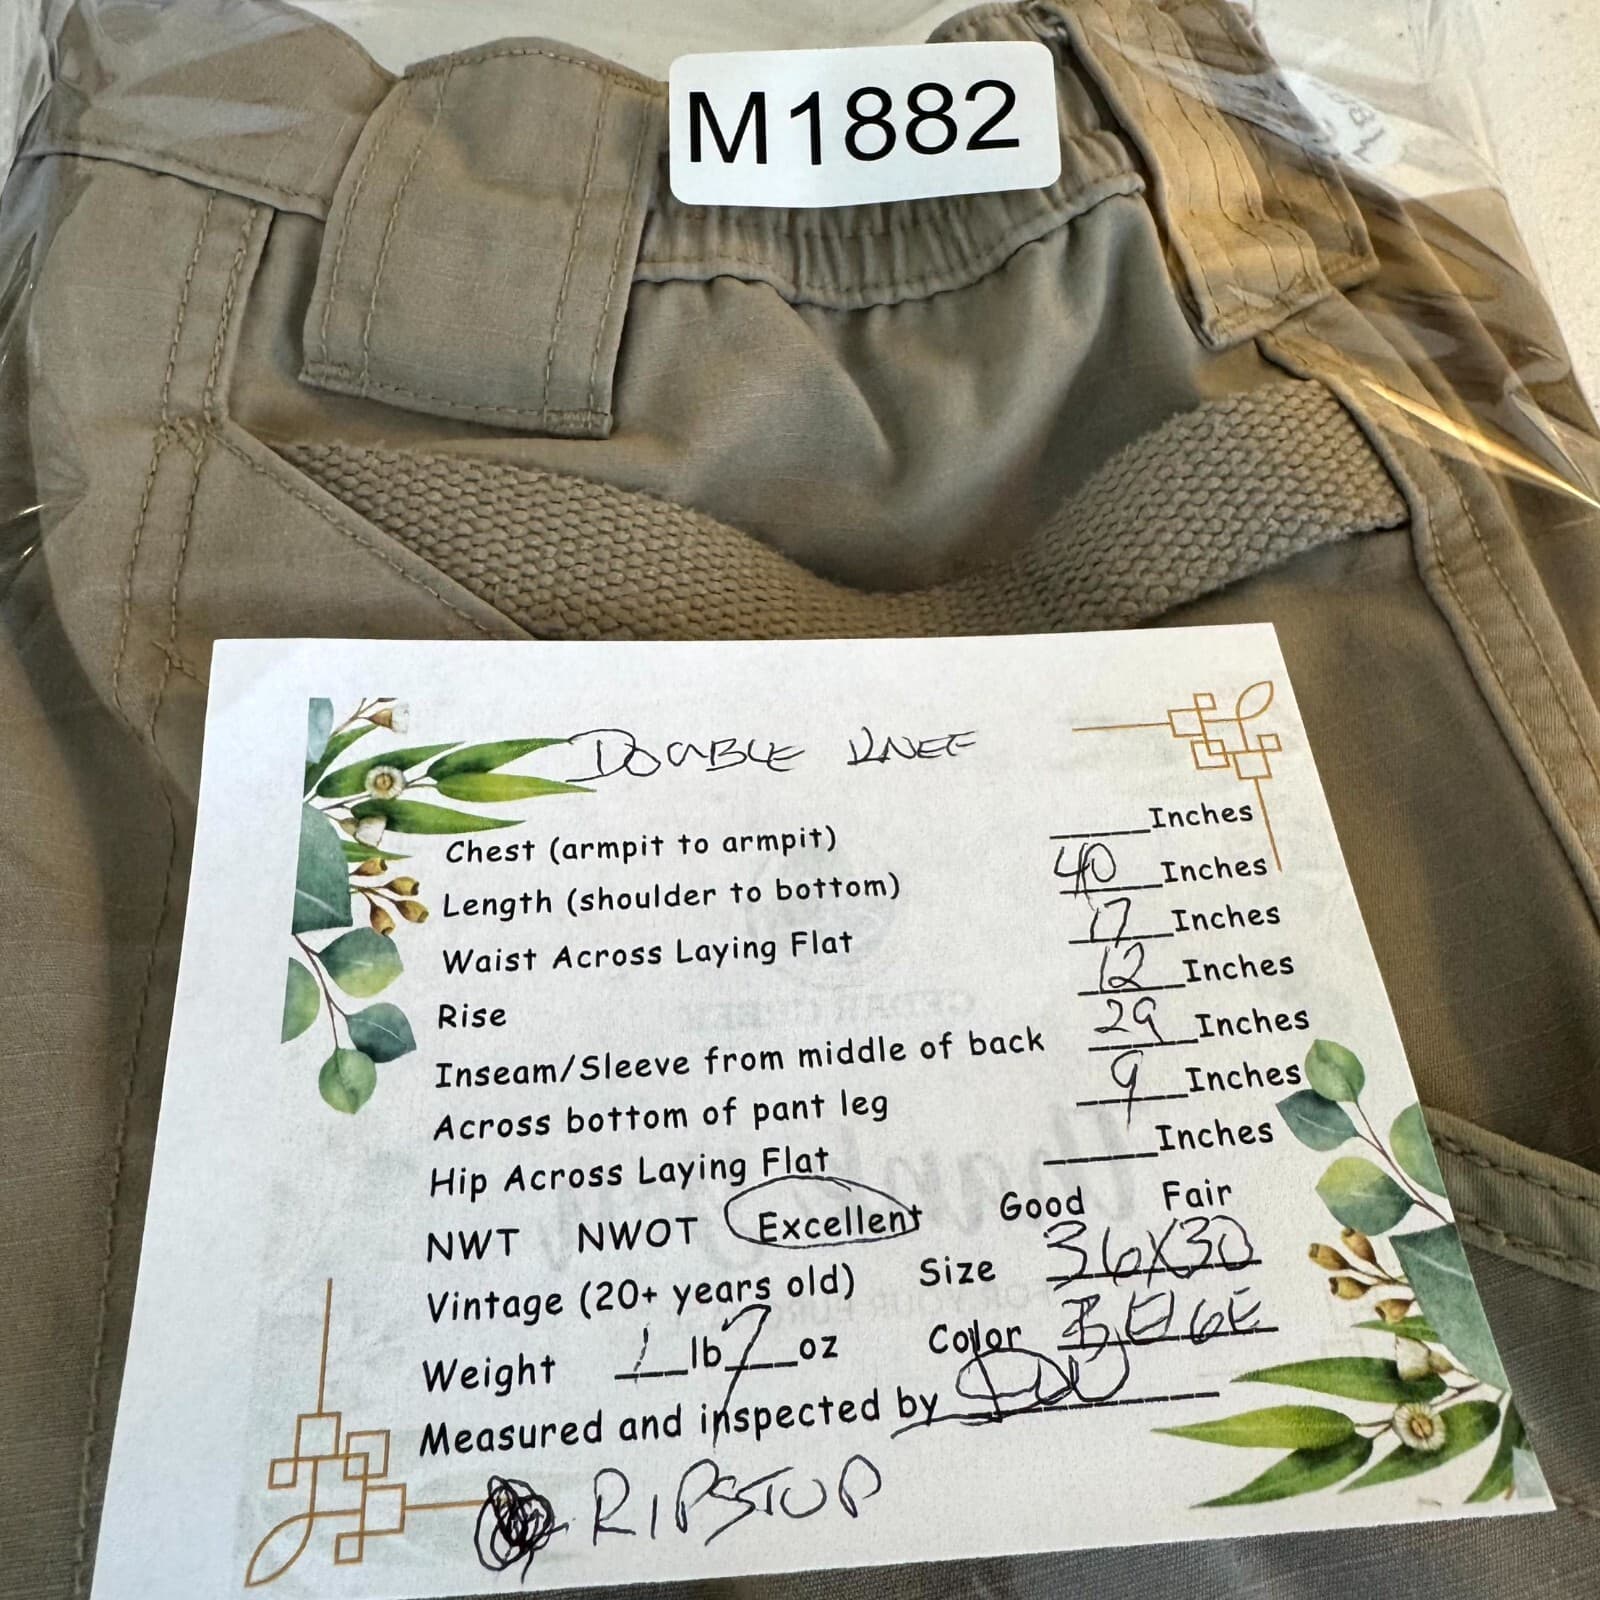 M1882
DOUBLE KNEE
Chest (armpit to armpit) _____Inches
Length (shoulder to bottom) 40 Inches
Waist Across Laying Flat 17 Inches
Rise 12 Inches
Inseam/Sleeve from middle of back 29 Inches
Across bottom of pant leg 9 Inches
Hip Across Laying Flat _____Inches
NWT NWOT Excellent Good Fair
Vintage (20+ years old) Size 36X30
Weight 1 lb 7 oz Color BEIGE
Measured and inspected by
RIPSTOP